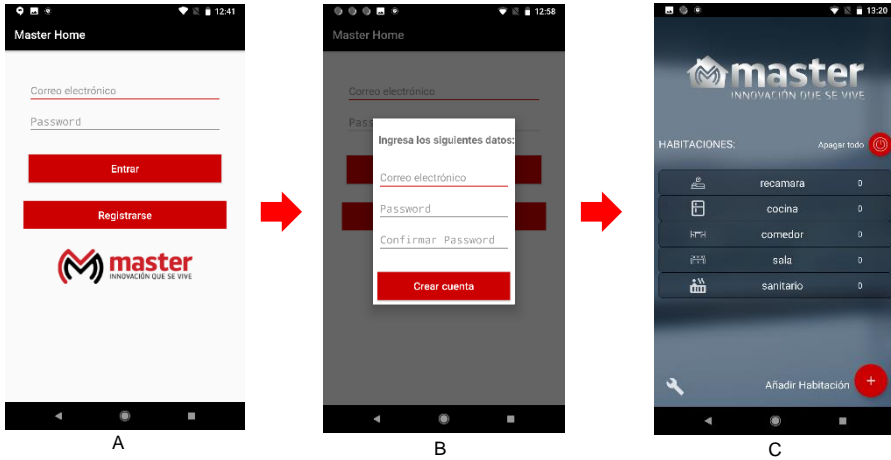 12:41
Master Home
Correo electrónico
Password
Entrar
Registrarse
master
INNOVACIÓN QUE SE VIVE
A
12:58
Master Home
Correo electrónico
Pass
Ingresa los siguientes datos:
Correo electrónico
Password
Confirmar Password
Crear cuenta
B
13:20
master
INNOVACIÓN QUE SE VIVE
HABITACIONES:
Apagar todo
recamara 0
cocina 0
comedor 0
sala 0
sanitario 0
Añadir Habitación +
C